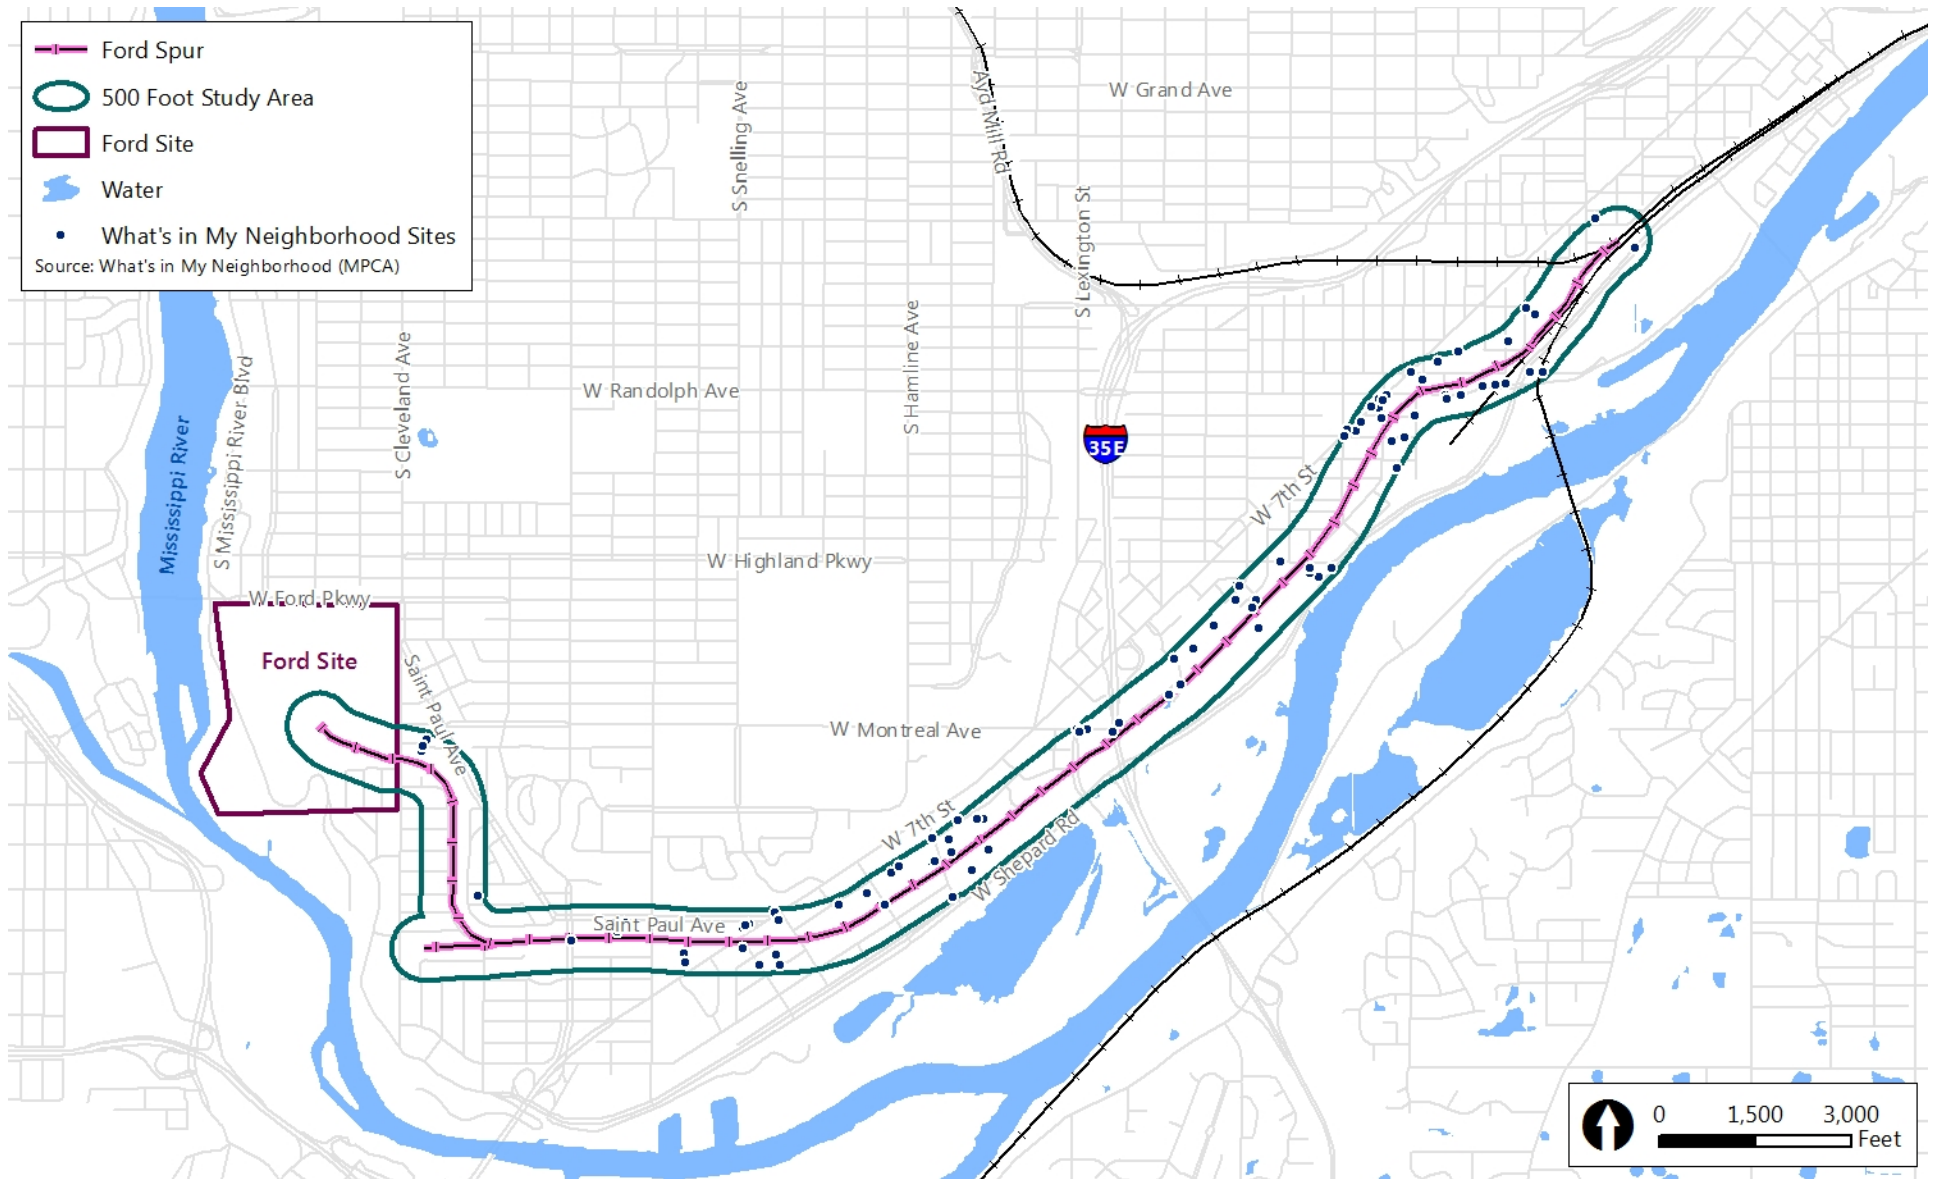 Ford Spur
500 Foot Study Area
Ford Site
Water
What's in My Neighborhood Sites
Source: What's in My Neighborhood (MPCA)
W Grand Ave
Ayd Mill Rd
S Snelling Ave
S Lexington St
S Hamline Ave
S Cleveland Ave
S Mississippi River Blvd
Mississippi River
W Randolph Ave
35E
W 7th St
W Highland Pkwy
W Ford Pkwy
Ford Site
Saint Paul Ave
W Montreal Ave
W 7th St
W Shepard Rd
Saint Paul Ave
0 1,500 3,000
Feet